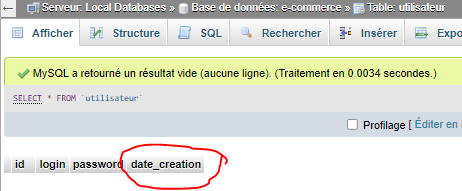 Serveur: Local Databases » Base de données: e-commerce » Table: utilisateur
Afficher Structure SQL Rechercher Insérer Expo
MySQL a retourné un résultat vide (aucune ligne). (Traitement en 0.0034 secondes.)
SELECT * FROM `utilisateur`
Profilage [ Éditer en
id login password date_creation